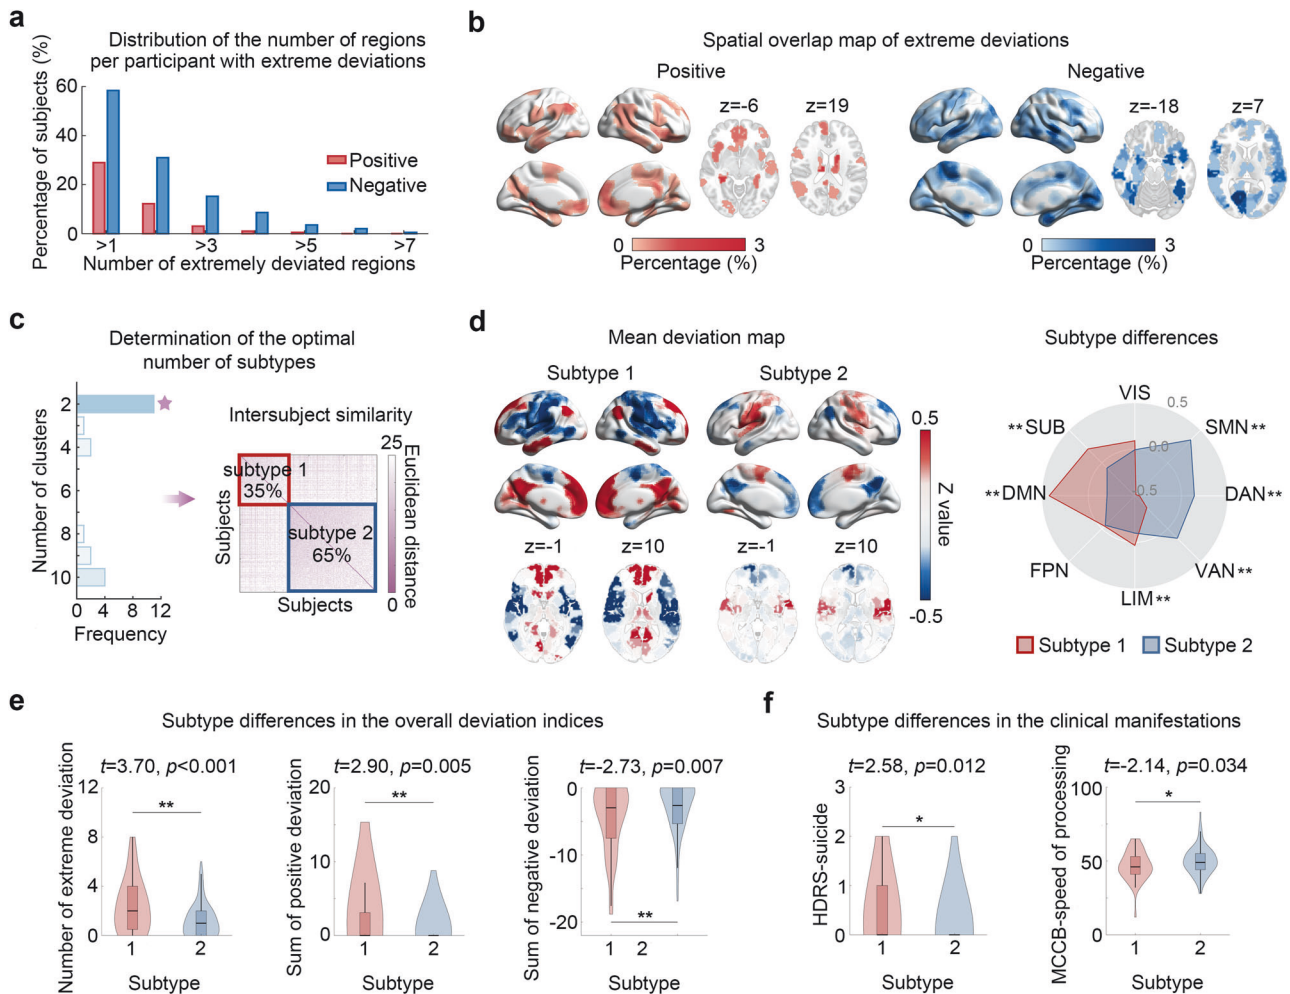 a
Distribution of the number of regions
per participant with extreme deviations
Percentage of subjects (%)
60
40
20
0
Positive
Negative
>1
>3
>5
>7
Number of extremely deviated regions
b
Spatial overlap map of extreme deviations
Positive
Negative
z=-6
z=19
z=-18
z=7
0
3
Percentage (%)
0
3
Percentage (%)
c
Determination of the optimal
number of subtypes
Number of clusters
2
4
6
8
10
0
4
8
12
Frequency
Intersubject similarity
subtype 1
35%
subtype 2
65%
Subjects
Subjects
25
0
Euclidean distance
d
Mean deviation map
Subtype 1
Subtype 2
z=-1
z=10
z=-1
z=10
0.5
-0.5
Z value
Subtype differences
VIS
0.5
**SUB
SMN**
0.0
**DMN
0.5
DAN**
FPN
VAN**
LIM**
Subtype 1
Subtype 2
e
Subtype differences in the overall deviation indices
t=3.70, p<0.001
Number of extreme deviation
12
8
4
0
**
1
2
Subtype
t=2.90, p=0.005
Sum of positive deviation
20
10
0
**
1
2
Subtype
t=-2.73, p=0.007
Sum of negative deviation
0
-10
-20
**
1
2
Subtype
f
Subtype differences in the clinical manifestations
t=2.58, p=0.012
HDRS-suicide
3
2
1
0
*
1
2
Subtype
t=-2.14, p=0.034
MCCB-speed of processing
100
50
0
*
1
2
Subtype